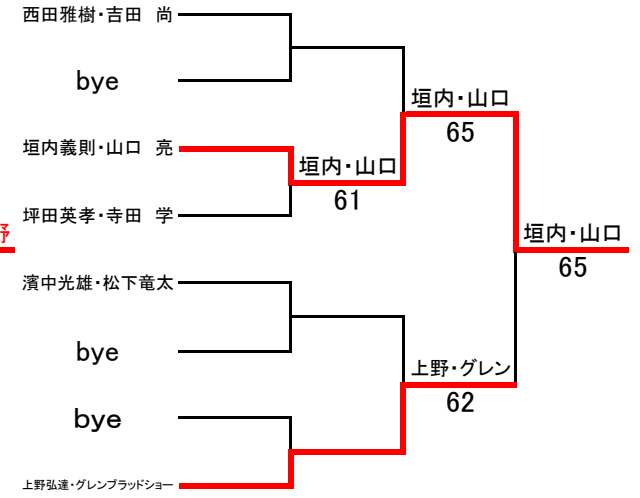 西田雅樹・吉田　尚
bye
垣内・山口
65
垣内義則・山口　亮
垣内・山口
61
坪田英孝・寺田　学
野
垣内・山口
65
濱中光雄・松下竜太
bye
上野・グレン
62
bye
上野弘達・グレンブラッドショー